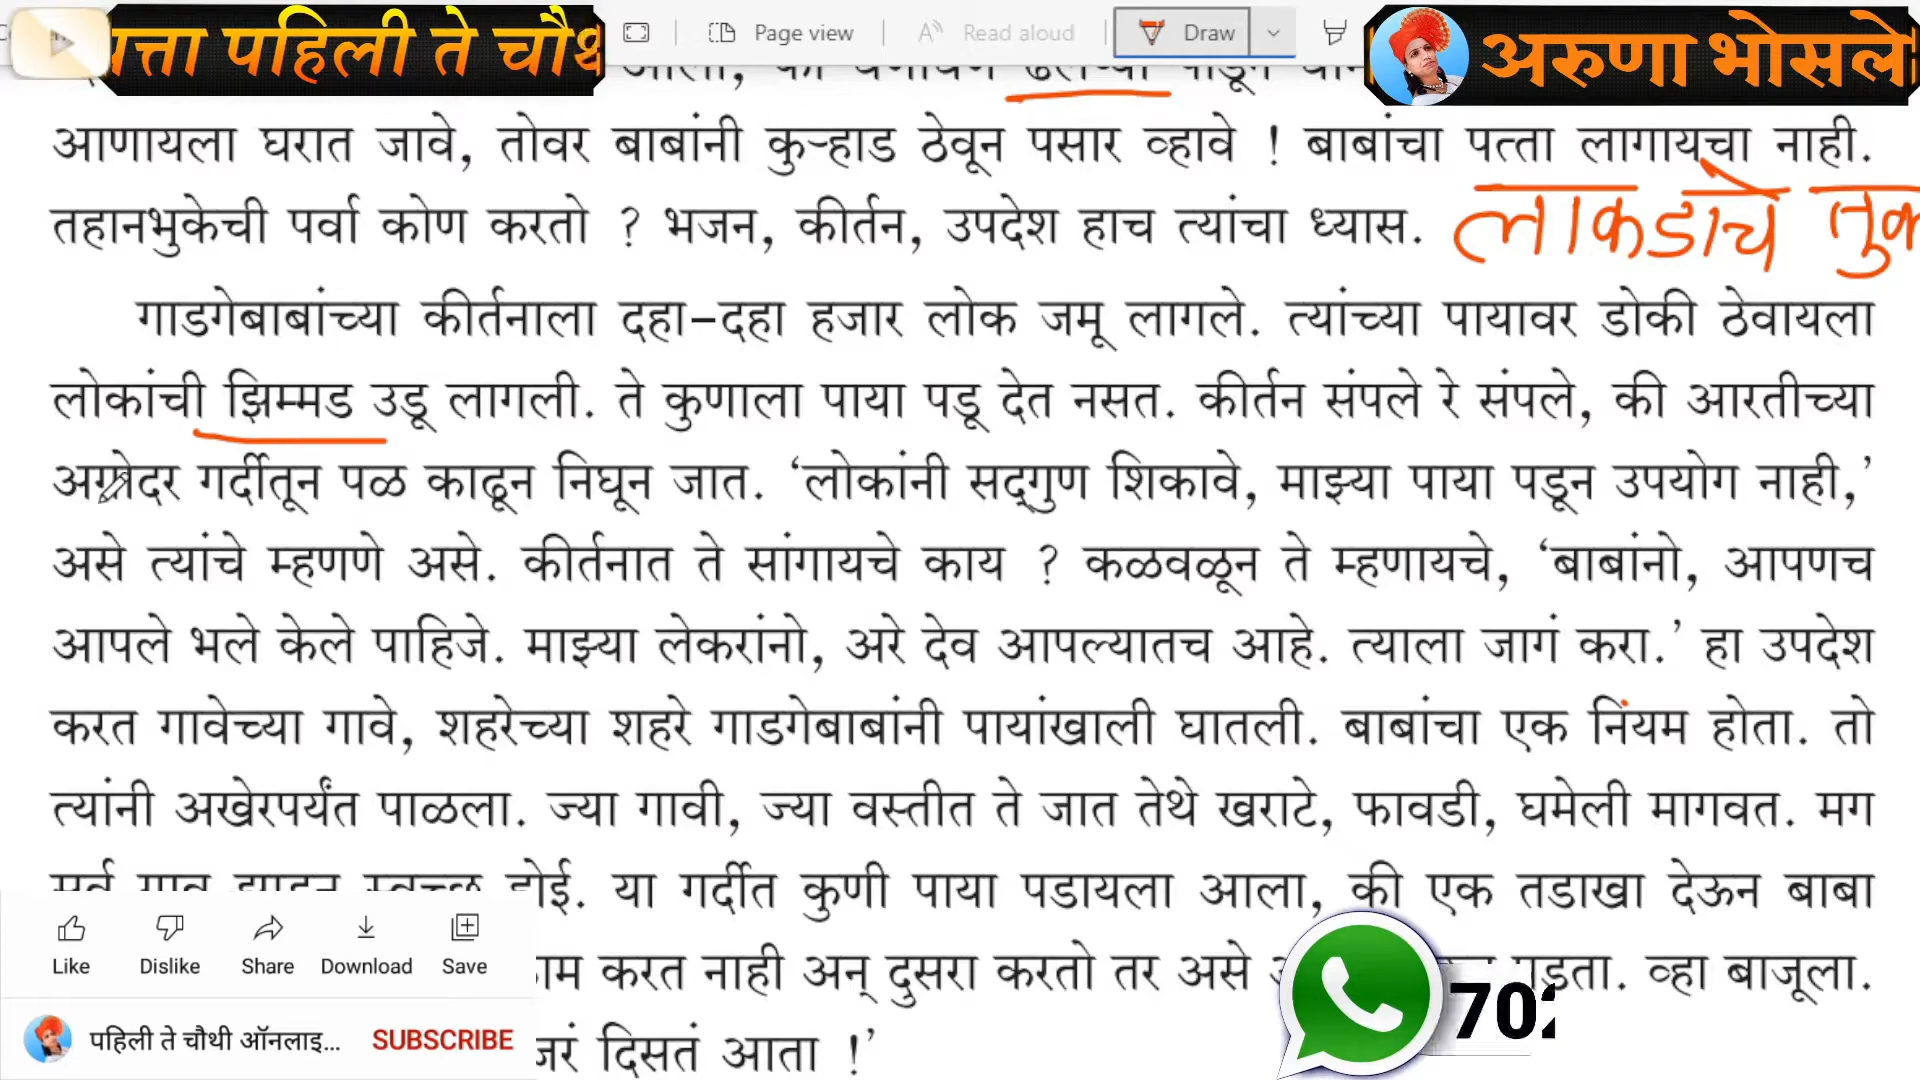 त्ता पहिली ते चौथ
Page view
Read aloud
Draw
अरुणा भोसले
आणायला घरात जावे, तोवर बाबांनी कुऱ्हाड ठेवून पसार व्हावे ! बाबांचा पत्ता लागायचा नाही.
तहानभुकेची पर्वा कोण करतो ? भजन, कीर्तन, उपदेश हाच त्यांचा ध्यास. लाकडाचे
गाडगेबाबांच्या कीर्तनाला दहा-दहा हजार लोक जमू लागले. त्यांच्या पायावर डोकी ठेवायला
लोकांची झिम्मड उडू लागली. ते कुणाला पाया पडू देत नसत. कीर्तन संपले रे संपले, की आरतीच्या
अगोदर गर्दीतून पळ काढून निघून जात. ‘लोकांनी सद्‌गुण शिकावे, माझ्या पाया पडून उपयोग नाही,’
असे त्यांचे म्हणणे असे. कीर्तनात ते सांगायचे काय ? कळवळून ते म्हणायचे, ‘बाबांनो, आपणच
आपले भले केले पाहिजे. माझ्या लेकरांनो, अरे देव आपल्यातच आहे. त्याला जागं करा.’ हा उपदेश
करत गावेच्या गावे, शहरेच्या शहरे गाडगेबाबांनी पायांखाली घातली. बाबांचा एक नियम होता. तो
त्यांनी अखेरपर्यंत पाळला. ज्या गावी, ज्या वस्तीत ते जात तेथे खराटे, फावडी, घमेली मागवत. मग
होई. या गर्दीत कुणी पाया पडायला आला, की एक तडाखा देऊन बाबा
करत नाही अन् दुसरा करतो तर असे पडता. व्हा बाजूला.
दिसतं आता !’
Like
Dislike
Share
Download
Save
पहिली ते चौथी ऑनलाइ...
SUBSCRIBE
702